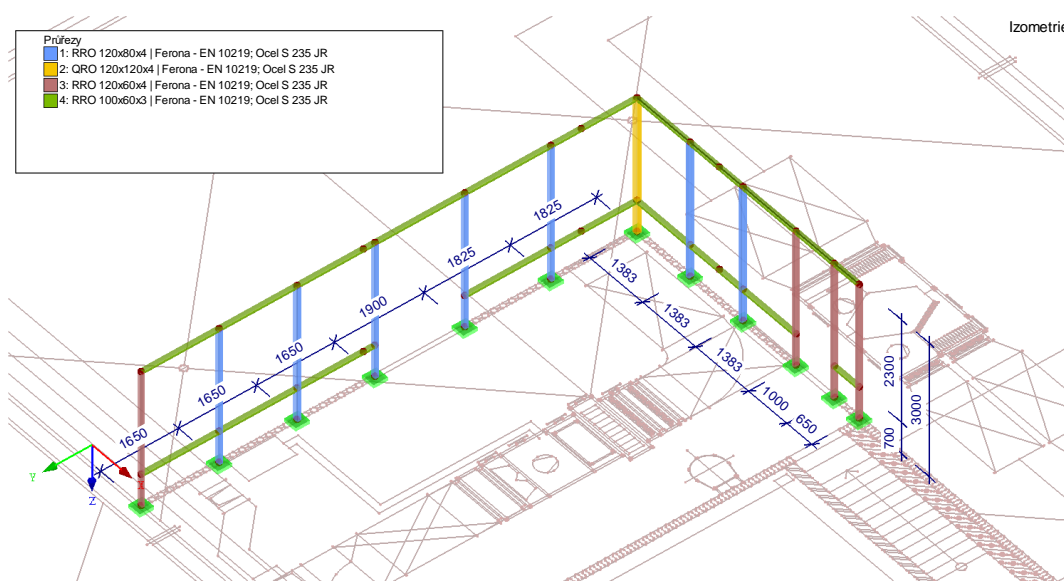 Izometrie
Průřezy
1: RRO 120x80x4 | Ferona - EN 10219; Ocel S 235 JR
2: QRO 120x120x4 | Ferona - EN 10219; Ocel S 235 JR
3: RRO 120x60x4 | Ferona - EN 10219; Ocel S 235 JR
4: RRO 100x60x3 | Ferona - EN 10219; Ocel S 235 JR
1825
1825
1900
1650
1650
1650
1383
1383
1383
1000
650
2300
3000
700
Y
X
Z